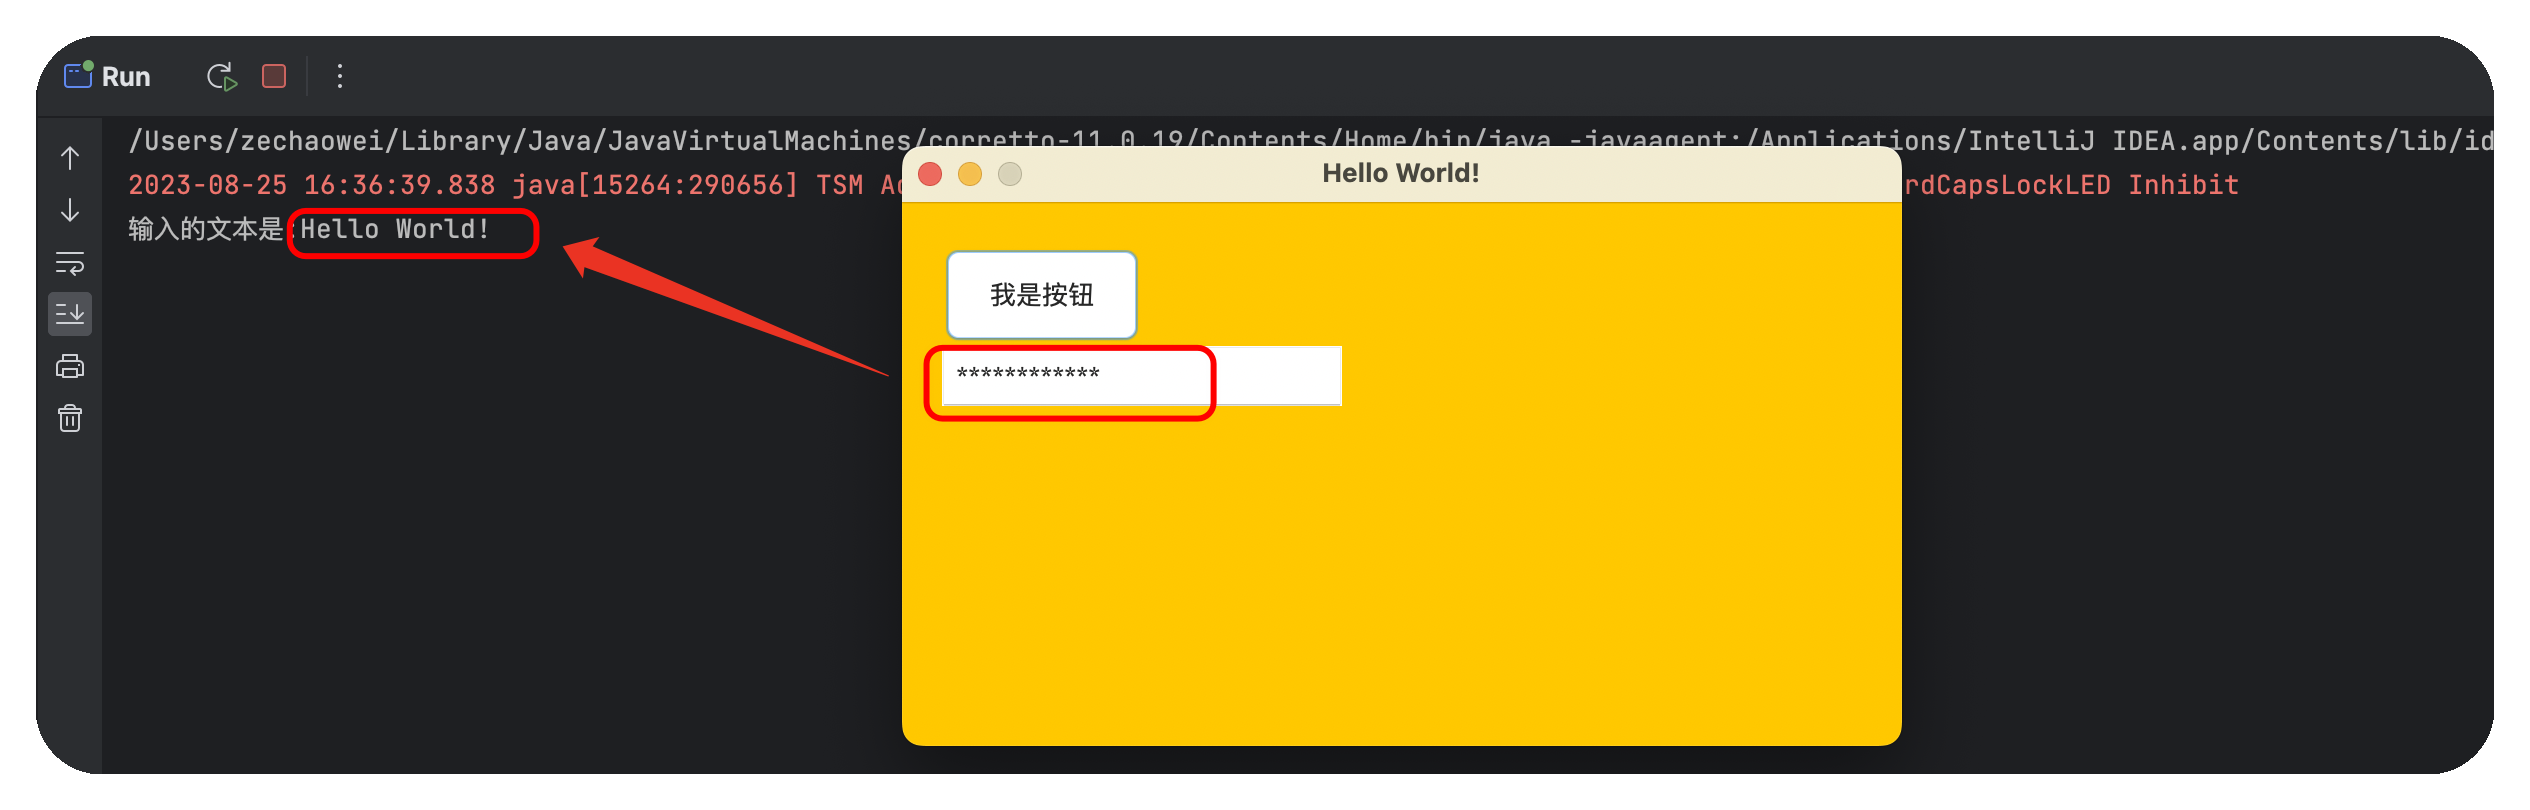 Run
/Users/zechaowei/Library/Java/JavaVirtualMachines/corretto-11.0.19/Contents/Home/bin/java -javaagent:/Applications/IntelliJ IDEA.app/Contents/lib/id
2023-08-25 16:36:39.838 java[15264:290656] TSM A
rdCapsLockLED Inhibit
输入的文本是:Hello World!
Hello World!
我是按钮
************